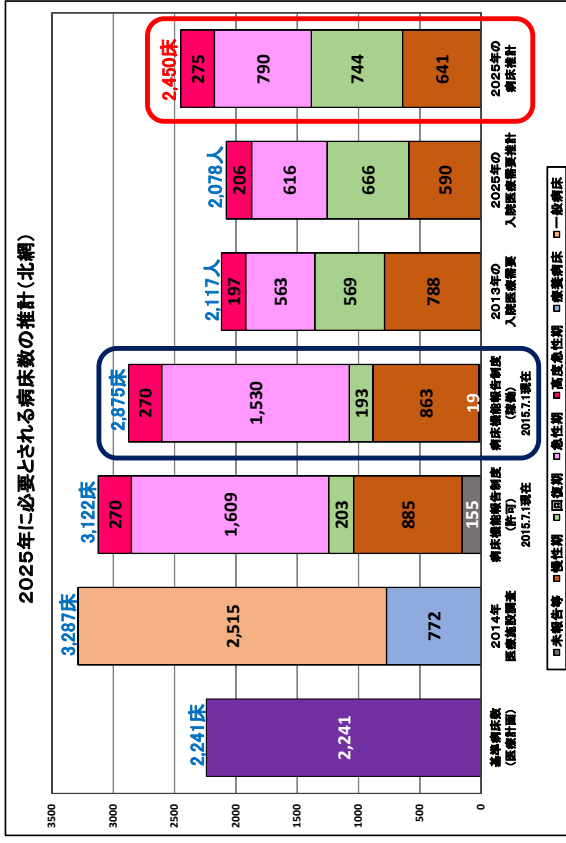 2025年に必要とされる病床数の推計(北網)
3500
3000
2500
2000
1500
1000
500
0
2,241床
2,241
基準病床数
(医療計画)
3,287床
2,515
772
2014年
医療施設調査
3,122床
270
1,609
203
885
155
病床機能報告制度
(許可)
2015.7.1現在
2,875床
270
1,530
193
863
19
病床機能報告制度
(稼働)
2015.7.1現在
2,117人
197
563
569
788
2013年の
入院医療需要
2,078人
206
616
666
590
2025年の
入院医療需要推計
2,450床
275
790
744
641
2025年の
病床推計
未報告等 慢性期 回復期 急性期 高度急性期 療養病床 一般病床